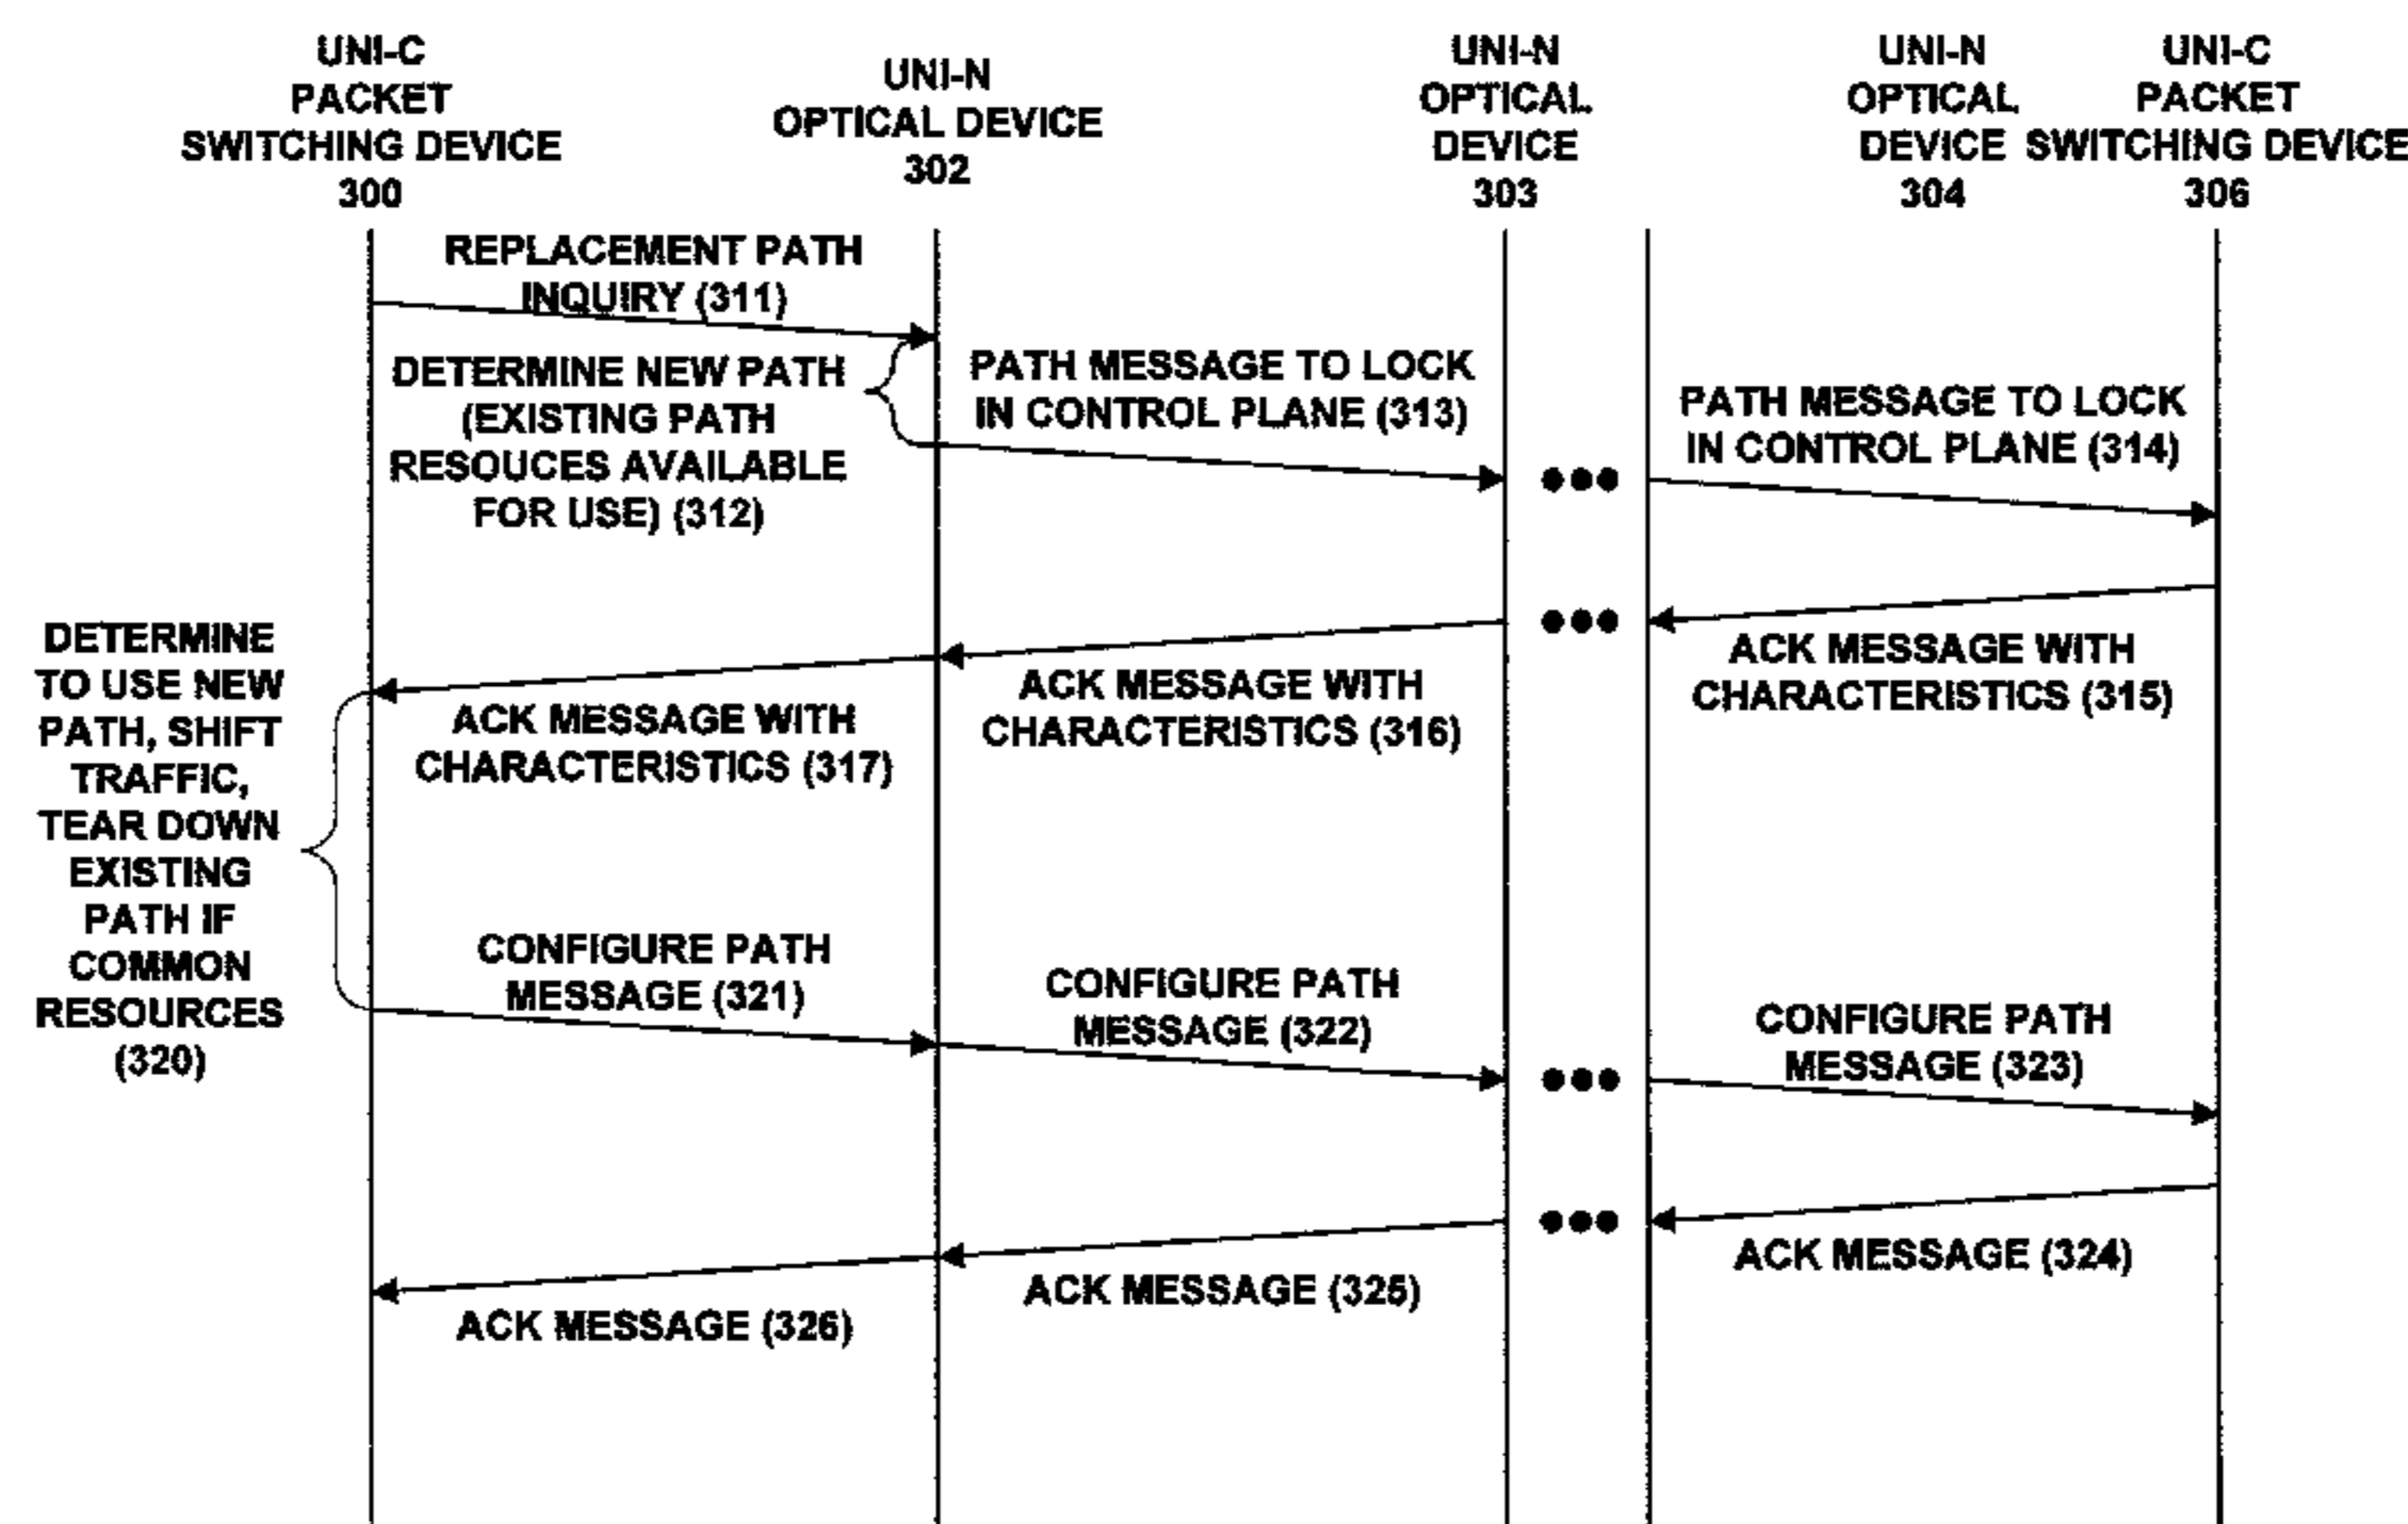 UNI-C
PACKET
SWITCHING DEVICE
300
UNI-N
OPTICAL DEVICE
302
UNI-N
OPTICAL
DEVICE
303
UNI-N
OPTICAL
DEVICE
304
UNI-C
PACKET
SWITCHING DEVICE
306
REPLACEMENT PATH
INQUIRY (311)
DETERMINE NEW PATH
(EXISTING PATH
RESOUCES AVAILABLE
FOR USE) (312)
PATH MESSAGE TO LOCK
IN CONTROL PLANE (313)
PATH MESSAGE TO LOCK
IN CONTROL PLANE (314)
ACK MESSAGE WITH
CHARACTERISTICS (315)
ACK MESSAGE WITH
CHARACTERISTICS (316)
ACK MESSAGE WITH
CHARACTERISTICS (317)
DETERMINE
TO USE NEW
PATH, SHIFT
TRAFFIC,
TEAR DOWN
EXISTING
PATH IF
COMMON
RESOURCES
(320)
CONFIGURE PATH
MESSAGE (321)
CONFIGURE PATH
MESSAGE (322)
CONFIGURE PATH
MESSAGE (323)
ACK MESSAGE (324)
ACK MESSAGE (325)
ACK MESSAGE (326)